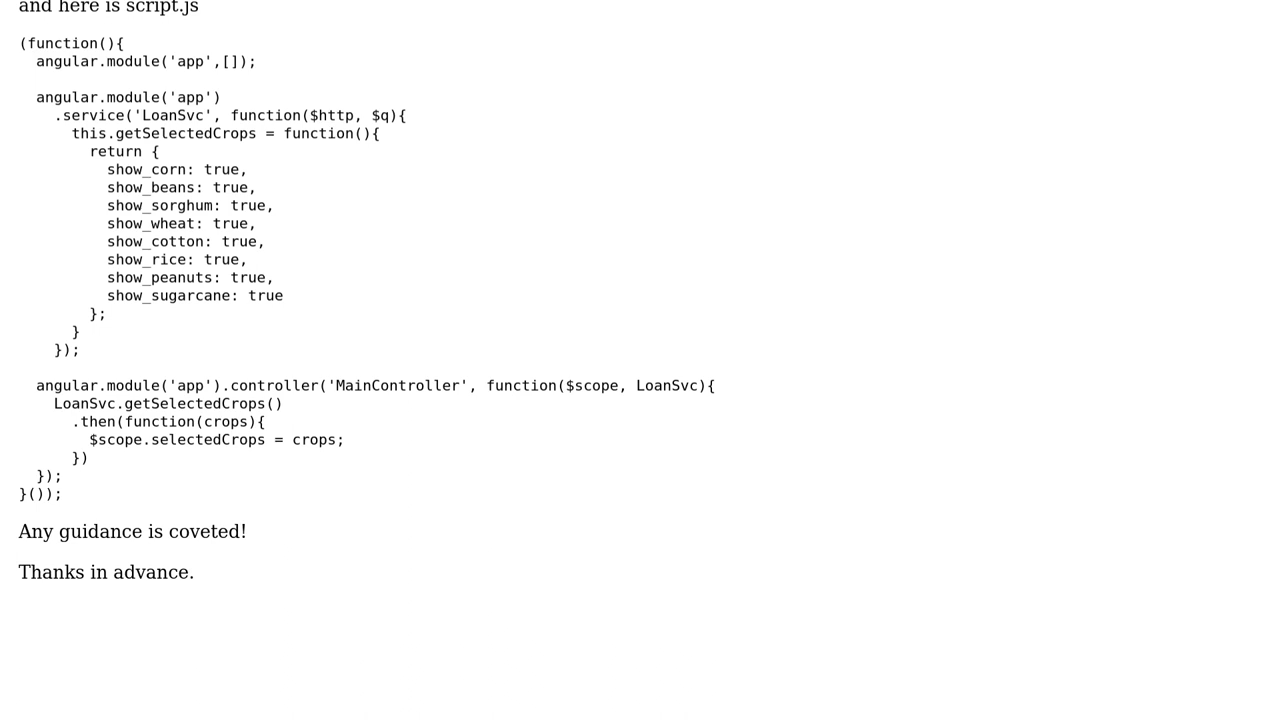 and here is script.js
(function(){
  angular.module('app',[]);

  angular.module('app')
    .service('LoanSvc', function($http, $q){
      this.getSelectedCrops = function(){
        return {
          show_corn: true,
          show_beans: true,
          show_sorghum: true,
          show_wheat: true,
          show_cotton: true,
          show_rice: true,
          show_peanuts: true,
          show_sugarcane: true
        };
      }
    });

  angular.module('app').controller('MainController', function($scope, LoanSvc){
    LoanSvc.getSelectedCrops()
      .then(function(crops){
        $scope.selectedCrops = crops;
      })
  });
}());
Any guidance is coveted!
Thanks in advance.